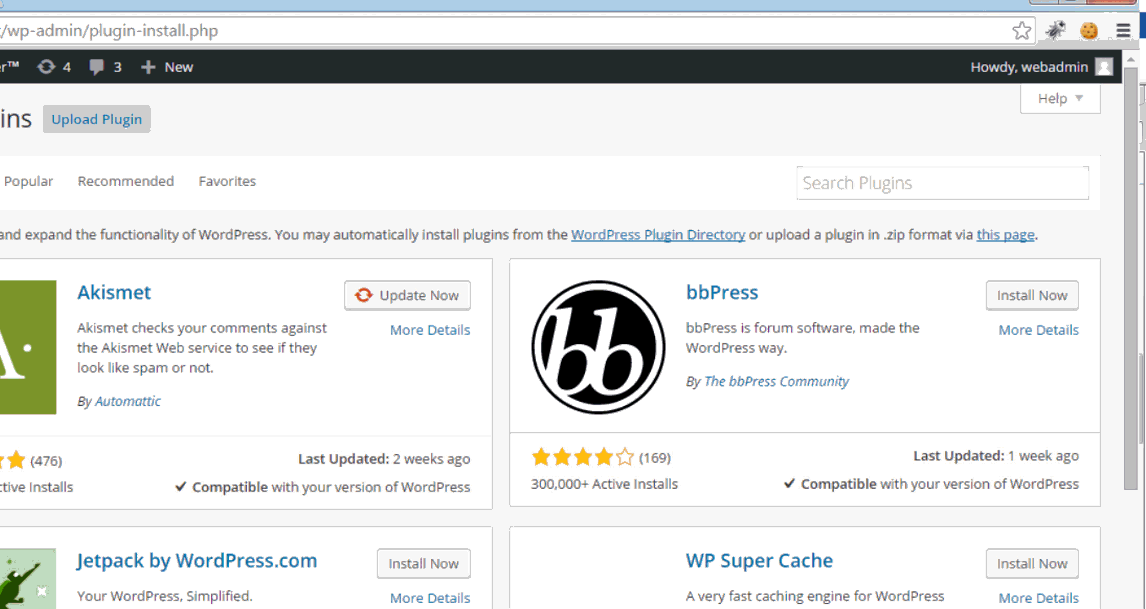 /wp-admin/plugin-install.php
r™ 4 3 + New Howdy, webadmin
Help
ins Upload Plugin
Popular Recommended Favorites Search Plugins
and expand the functionality of WordPress. You may automatically install plugins from the WordPress Plugin Directory or upload a plugin in .zip format via this page.
Akismet
Update Now
More Details
Akismet checks your comments against
the Akismet Web service to see if they
look like spam or not.
By Automattic
(476)
Last Updated: 2 weeks ago
ctive Installs
✔ Compatible with your version of WordPress
bb
bbPress
Install Now
More Details
bbPress is forum software, made the
WordPress way.
By The bbPress Community
(169)
Last Updated: 1 week ago
300,000+ Active Installs
✔ Compatible with your version of WordPress
Jetpack by WordPress.com
Install Now
More Details
Your WordPress, Simplified.
WP Super Cache
Install Now
More Details
A very fast caching engine for WordPress